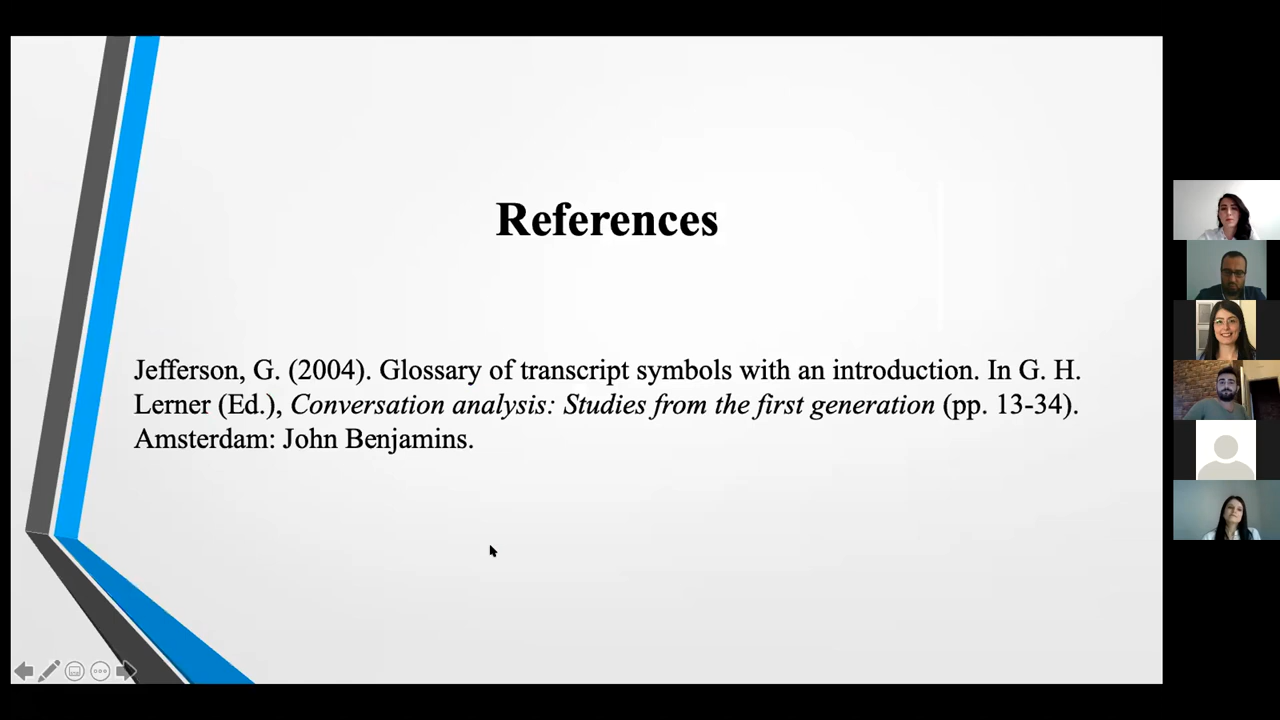 References
Jefferson, G. (2004). Glossary of transcript symbols with an introduction. In G. H.
Lerner (Ed.), Conversation analysis: Studies from the first generation (pp. 13-34).
Amsterdam: John Benjamins.